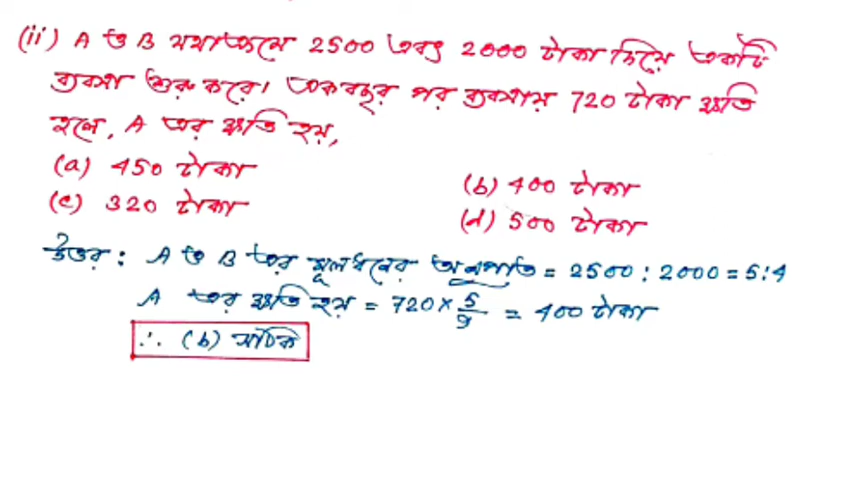 (ii) A ও B যথাক্রমে 2500 এবং 2000 টাকা দিয়ে একটি
ব্যবসা শুরু করে। একবছর পর ব্যবসায় 720 টাকা ক্ষতি
হলে, A এর ক্ষতি হয়,
(a) 450 টাকা
(b) 400 টাকা
(c) 320 টাকা
(d) 500 টাকা
উত্তর : A ও B এর মূলধনের অনুপাত = 2500 : 2000 = 5:4
A এর ক্ষতি হয় = 720 × 5/9 = 400 টাকা
∴ (b) সঠিক